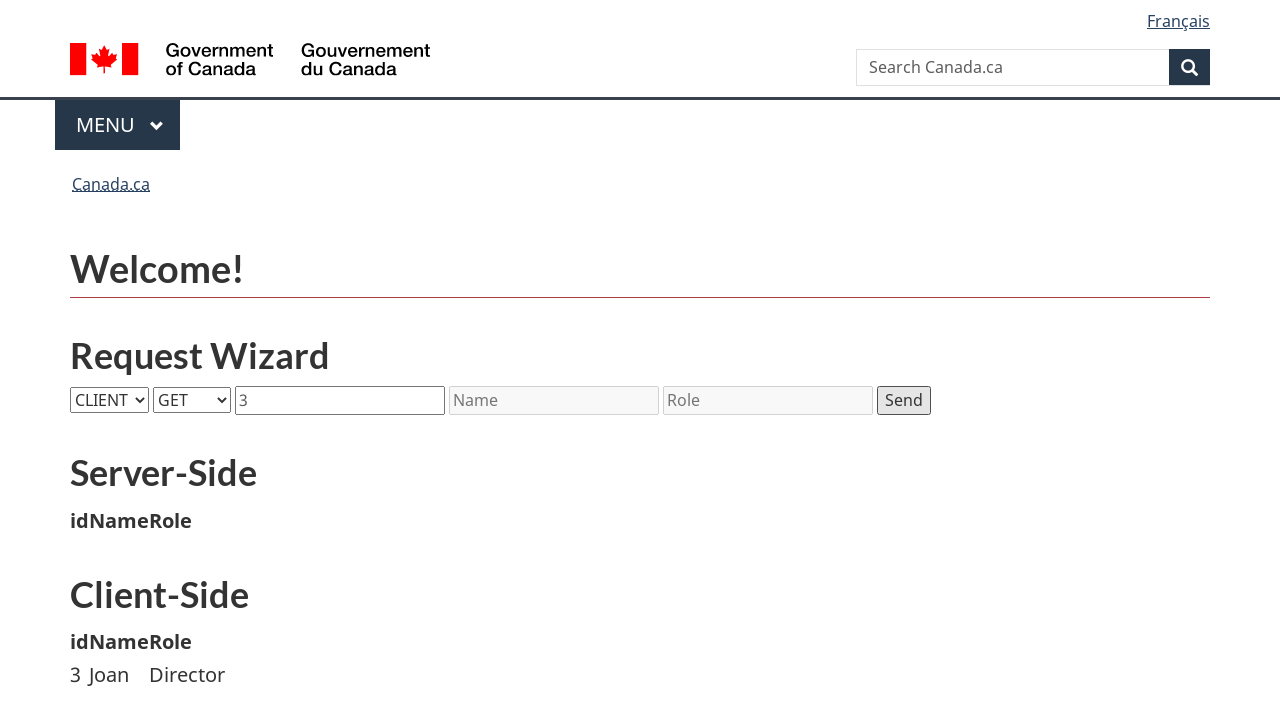 Français
Government of Canada
Gouvernement du Canada
Search Canada.ca
MENU
Canada.ca
Welcome!
Request Wizard
CLIENT GET 3 Name Role Send
Server-Side
idNameRole
Client-Side
idNameRole
3 Joan Director